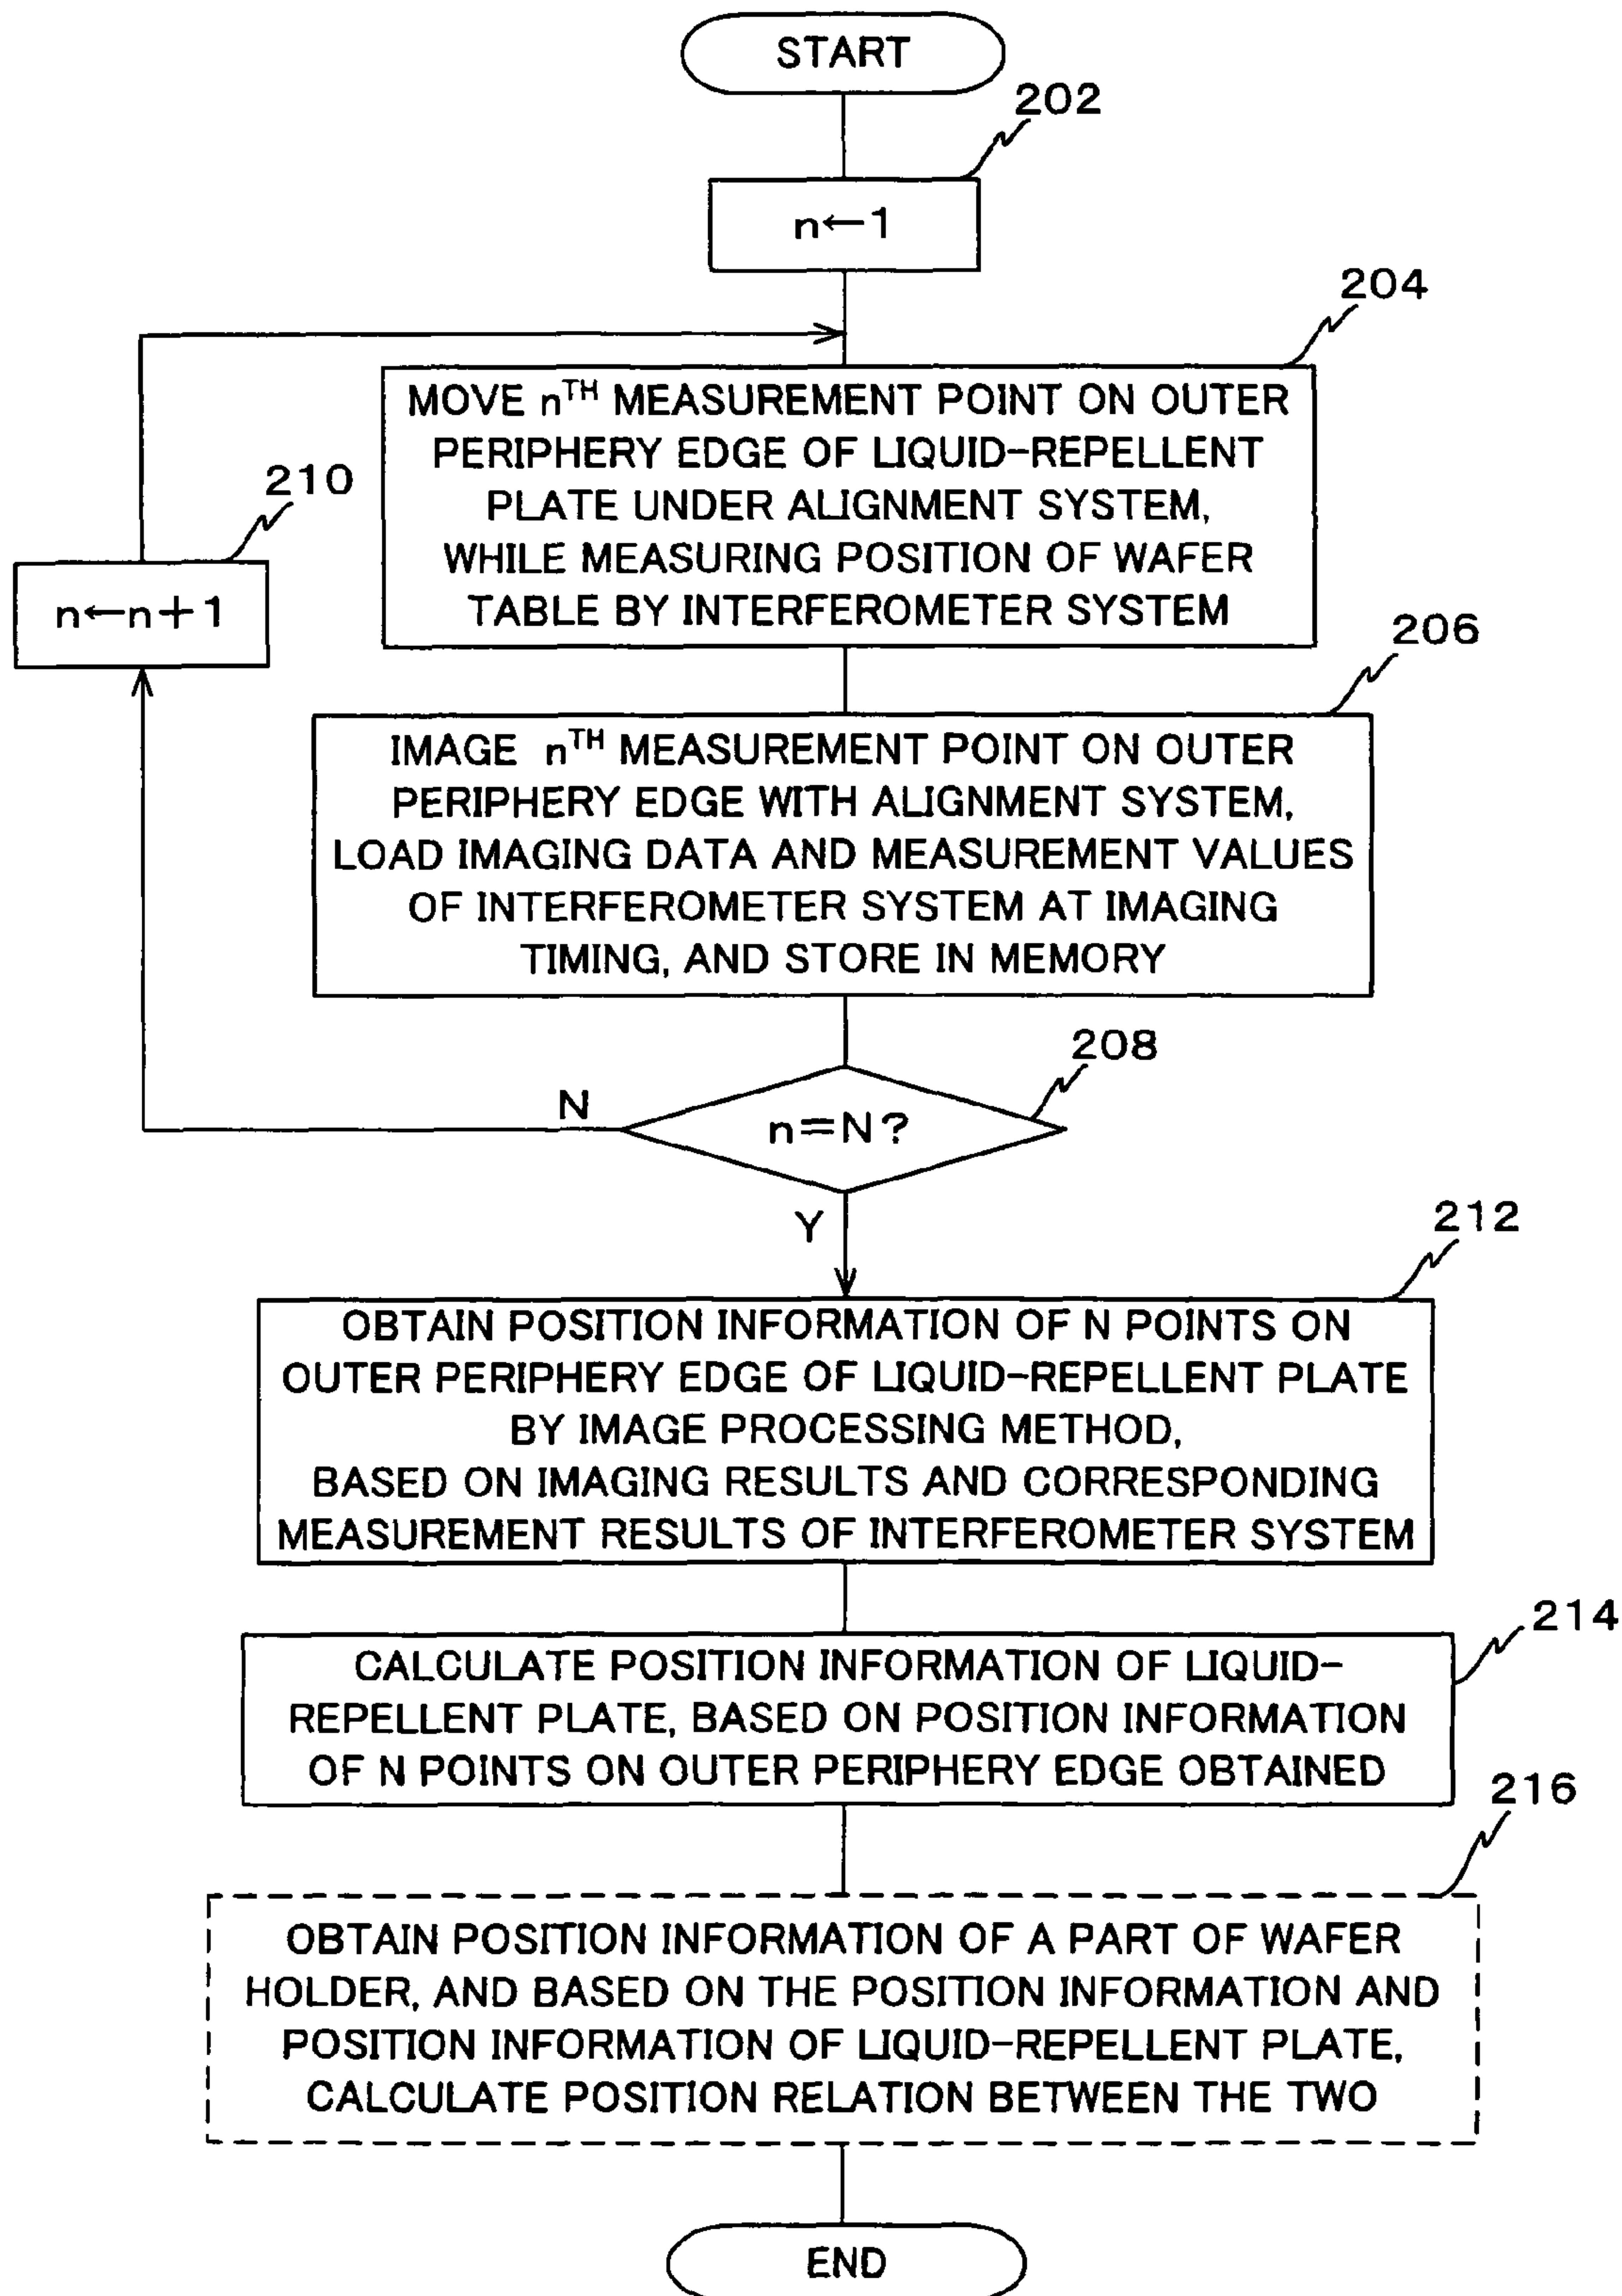 START
202
n←1
204
MOVE nTH MEASUREMENT POINT ON OUTER
PERIPHERY EDGE OF LIQUID-REPELLENT
PLATE UNDER ALIGNMENT SYSTEM,
WHILE MEASURING POSITION OF WAFER
TABLE BY INTERFEROMETER SYSTEM
210
n←n+1
206
IMAGE nTH MEASUREMENT POINT ON OUTER
PERIPHERY EDGE WITH ALIGNMENT SYSTEM,
LOAD IMAGING DATA AND MEASUREMENT VALUES
OF INTERFEROMETER SYSTEM AT IMAGING
TIMING, AND STORE IN MEMORY
208
N
n=N?
Y
212
OBTAIN POSITION INFORMATION OF N POINTS ON
OUTER PERIPHERY EDGE OF LIQUID-REPELLENT PLATE
BY IMAGE PROCESSING METHOD,
BASED ON IMAGING RESULTS AND CORRESPONDING
MEASUREMENT RESULTS OF INTERFEROMETER SYSTEM
214
CALCULATE POSITION INFORMATION OF LIQUID-
REPELLENT PLATE, BASED ON POSITION INFORMATION
OF N POINTS ON OUTER PERIPHERY EDGE OBTAINED
216
OBTAIN POSITION INFORMATION OF A PART OF WAFER
HOLDER, AND BASED ON THE POSITION INFORMATION AND
POSITION INFORMATION OF LIQUID-REPELLENT PLATE,
CALCULATE POSITION RELATION BETWEEN THE TWO
END